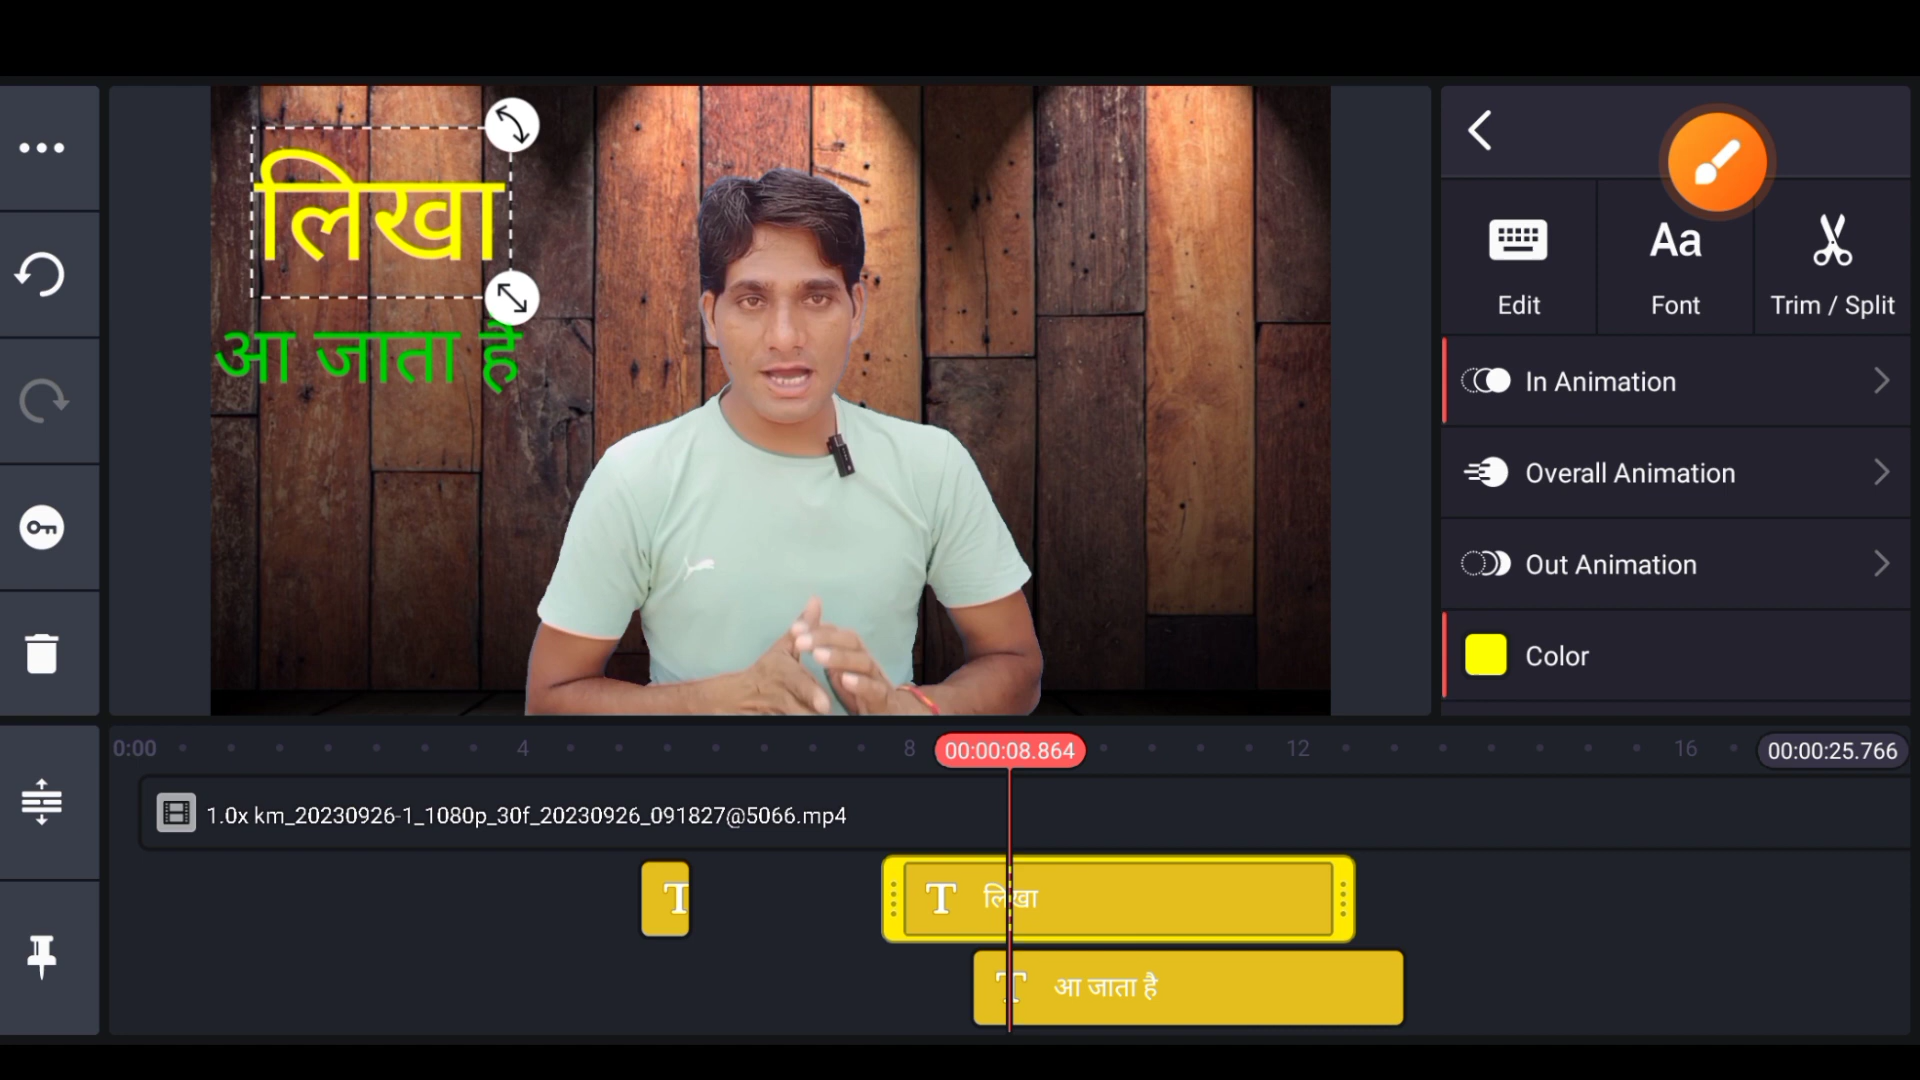 लिखा
आ जाता है
Edit
Aa
Font
Trim / Split
In Animation
Overall Animation
Out Animation
Color
0:00
4
8
00:00:08.864
12
16
00:00:25.766
1.0x km_20230926-1_1080p_30f_20230926_091827@5066.mp4
T
T लिखा
T आ जाता है